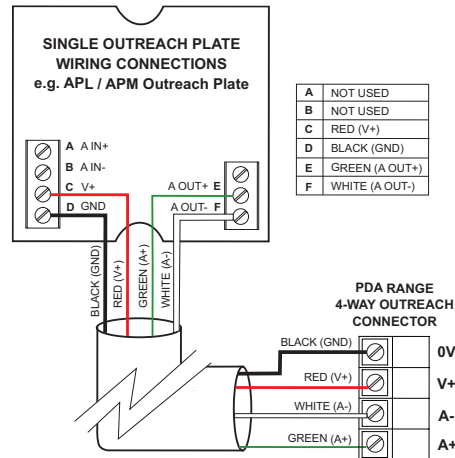 SINGLE OUTREACH PLATE
WIRING CONNECTIONS
e.g. APL / APM Outreach Plate
A A IN+
B A IN-
C V+
D GND
A OUT+ E
A OUT- F
A NOT USED
B NOT USED
C RED (V+)
D BLACK (GND)
E GREEN (A OUT+)
F WHITE (A OUT-)
BLACK (GND)
RED (V+)
GREEN (A+)
WHITE (A-)
PDA RANGE
4-WAY OUTREACH
CONNECTOR
BLACK (GND) 0V
RED (V+) V+
WHITE (A-) A-
GREEN (A+) A+